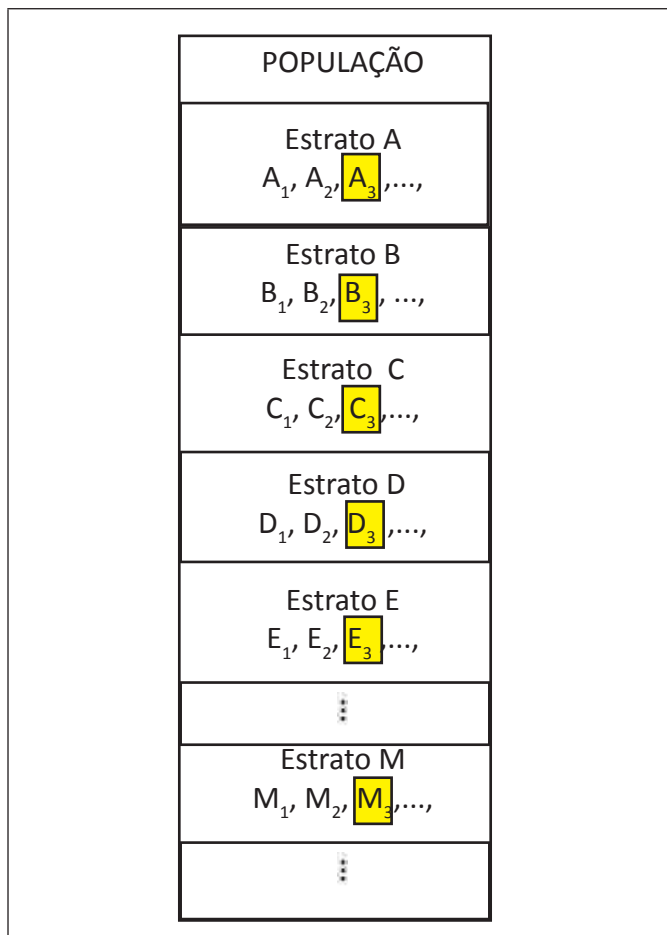 POPULAÇÃO
Estrato A
A₁, A₂, A₃ ,...,
Estrato B
B₁, B₂, B₃ , ...,
Estrato C
C₁, C₂, C₃ ,...,
Estrato D
D₁, D₂, D₃ ,...,
Estrato E
E₁, E₂, E₃ ,...,
⋮
Estrato M
M₁, M₂, M₃,...,
⋮